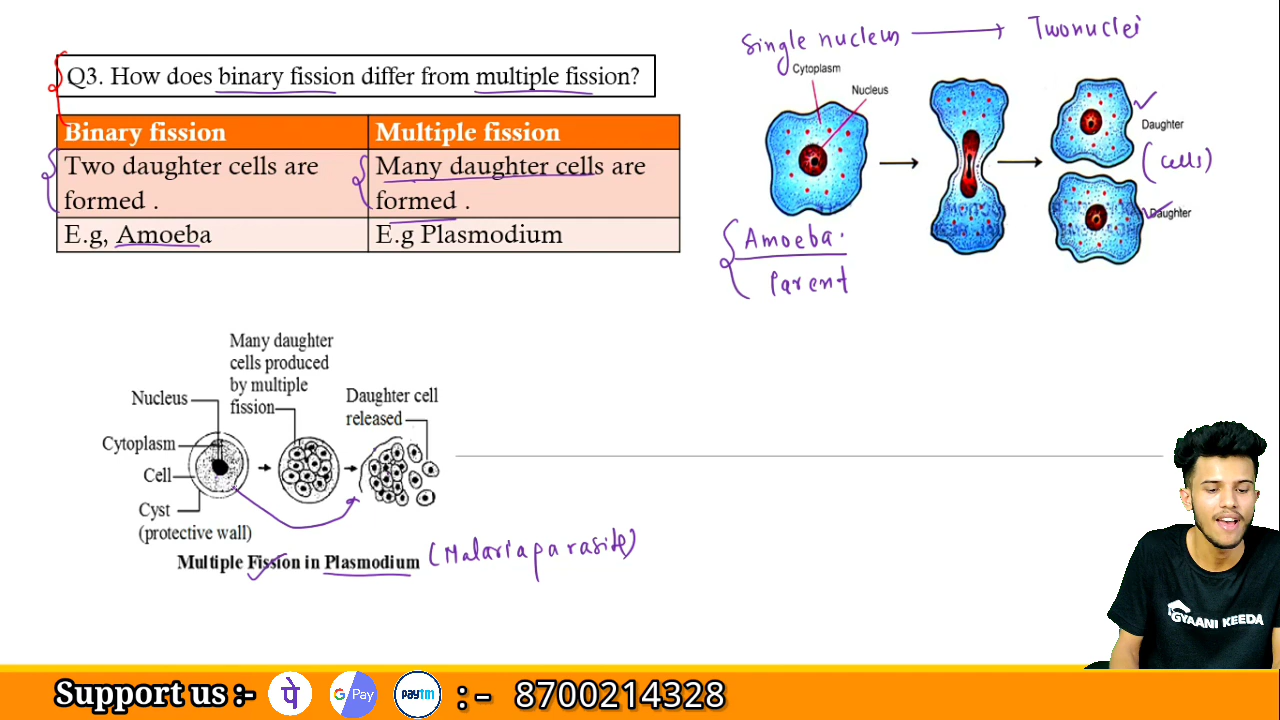 Q3. How does binary fission differ from multiple fission?
Binary fission
Multiple fission
Two daughter cells are
formed .
Many daughter cells are
formed .
E.g, Amoeba
E.g Plasmodium
Single nucleus
Two nuclei
Cytoplasm
Nucleus
Daughter
(cells)
Daughter
Amoeba.
Parent
Many daughter
cells produced
by multiple
fission
Nucleus
Daughter cell
released
Cytoplasm
Cell
Cyst
(protective wall)
Multiple Fission in Plasmodium
(Malaria parasite)
GYAANI KEEDA
Support us :-
पे
G Pay
paytm
:- 8700214328